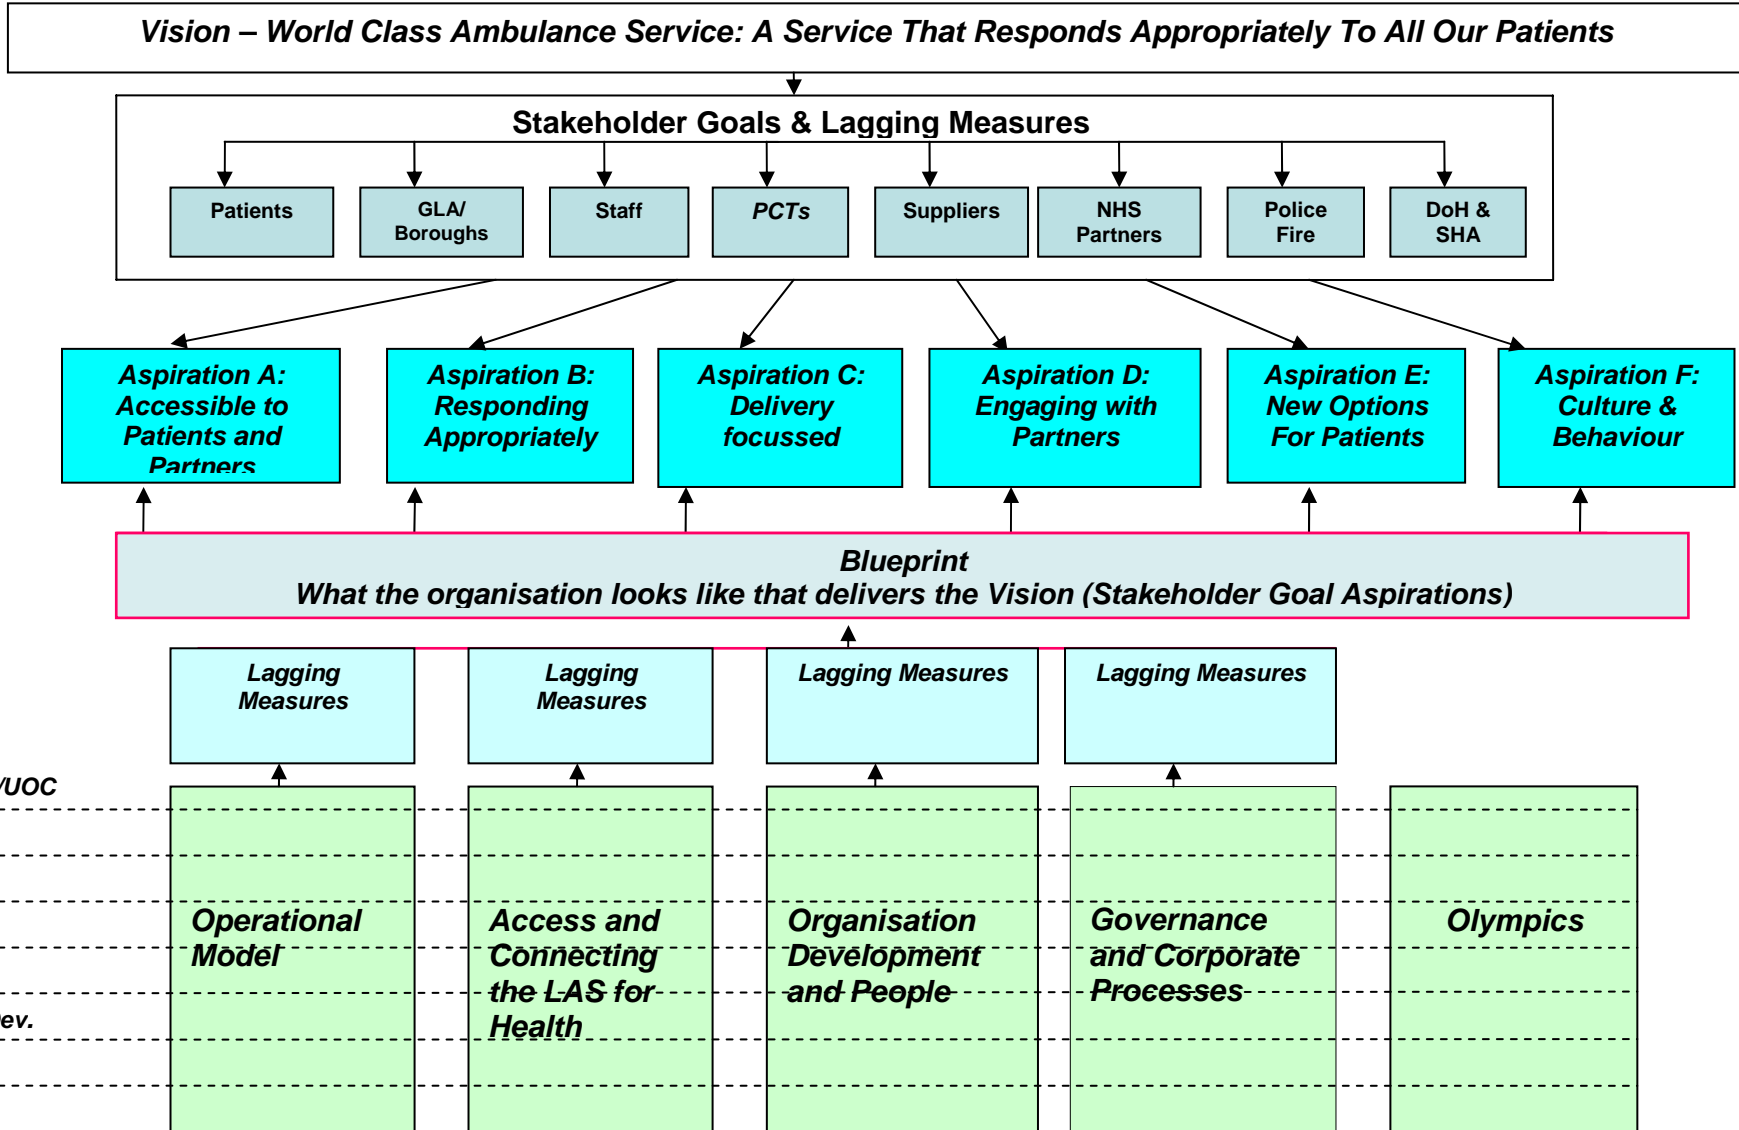 Vision – World Class Ambulance Service: A Service That Responds Appropriately To All Our Patients
Stakeholder Goals & Lagging Measures
Patients
GLA/
Boroughs
Staff
PCTs
Suppliers
NHS
Partners
Police
Fire
DoH &
SHA
Aspiration A:
Accessible to
Patients and
Partners
Aspiration B:
Responding
Appropriately
Aspiration C:
Delivery
focussed
Aspiration D:
Engaging with
Partners
Aspiration E:
New Options
For Patients
Aspiration F:
Culture &
Behaviour
Blueprint
What the organisation looks like that delivers the Vision (Stakeholder Goal Aspirations)
Lagging
Measures
Lagging
Measures
Lagging Measures
Lagging Measures
/UOC
Operational
Model
Access and
Connecting
the LAS for
Health
Organisation
Development
and People
Governance
and Corporate
Processes
Olympics
ev.